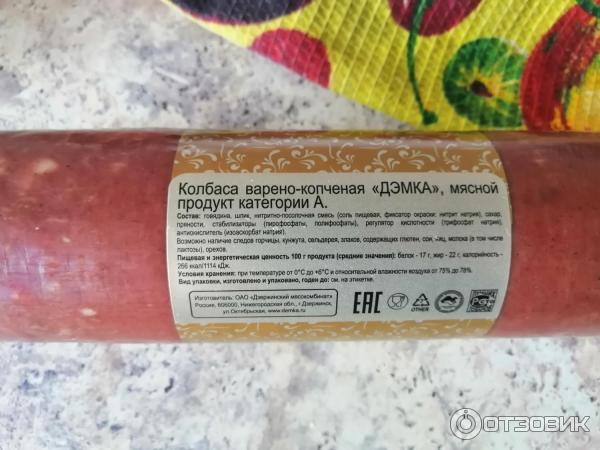 Колбаса варено-копченая «ДЭМКА», мясной
продукт категории А.
Состав: говядина, шпик, нитритно-посолочная смесь (соль пищевая, фиксатор окраски: нитрит натрия), сахар,
пряности, стабилизаторы (пирофосфаты, полифосфаты), регулятор кислотности (трифосфат натрия),
антиокислитель (изоаскорбат натрия).
Возможно наличие следов горчицы, кунжута, сельдерея, злаков, содержащих глютен, сои, яиц, молока (в том числе
лактозы), орехов.
Пищевая и энергетическая ценность 100 г продукта (средние значения): белок - 17 г, жир - 22 г, калорийность -
266 ккал/1114 кДж.
Условия хранения: при температуре от 0°С до +6°С и относительной влажности воздуха от 75% до 78%.
Вид упаковки, изготовлено и упаковано, годен до: см. на этикетке.
Изготовитель: ОАО «Дзержинский мясокомбинат»
Россия, 606000, Нижегородская обл., г.Дзержинск,
ул.Октябрьская, www.demka.ru
ЕАС
7
OTHER
ОТЗОВИК